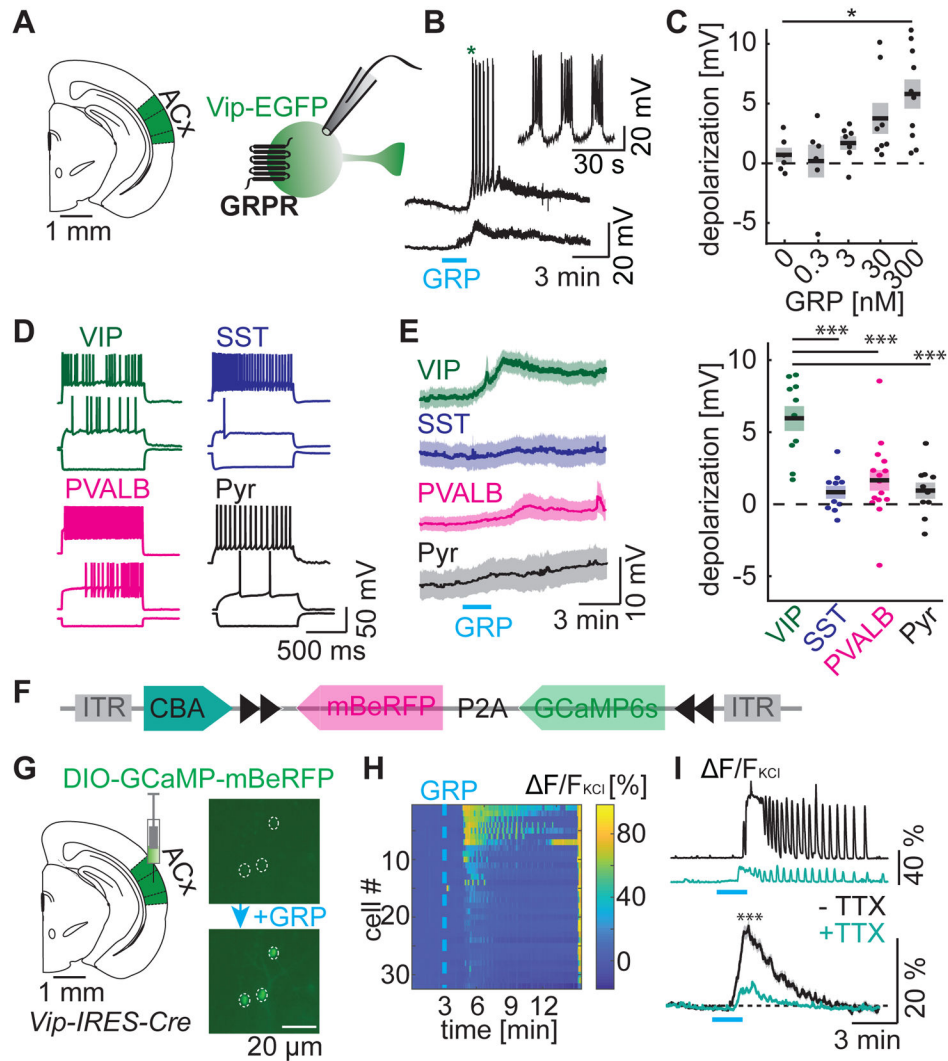 A
ACx
1 mm
Vip-EGFP
GRPR
B
*
20 mV
30 s
GRP
3 min
20 mV
C
*
depolarization [mV]
10
5
0
-5
0
0.3
3
30
300
GRP [nM]
D
VIP
SST
PVALB
Pyr
50 mV
500 ms
E
VIP
SST
PVALB
Pyr
GRP
3 min
10 mV
***
***
***
depolarization [mV]
10
5
0
-5
VIP
SST
PVALB
Pyr
F
ITR
CBA
mBeRFP
P2A
GCaMP6s
ITR
G
DIO-GCaMP-mBeRFP
ACx
+GRP
1 mm
Vip-IRES-Cre
20 µm
H
GRP
ΔF/F KCl [%]
80
40
0
cell #
10
20
30
3 6 9 12
time [min]
I
ΔF/F KCl
40 %
- TTX
+TTX
***
20 %
3 min